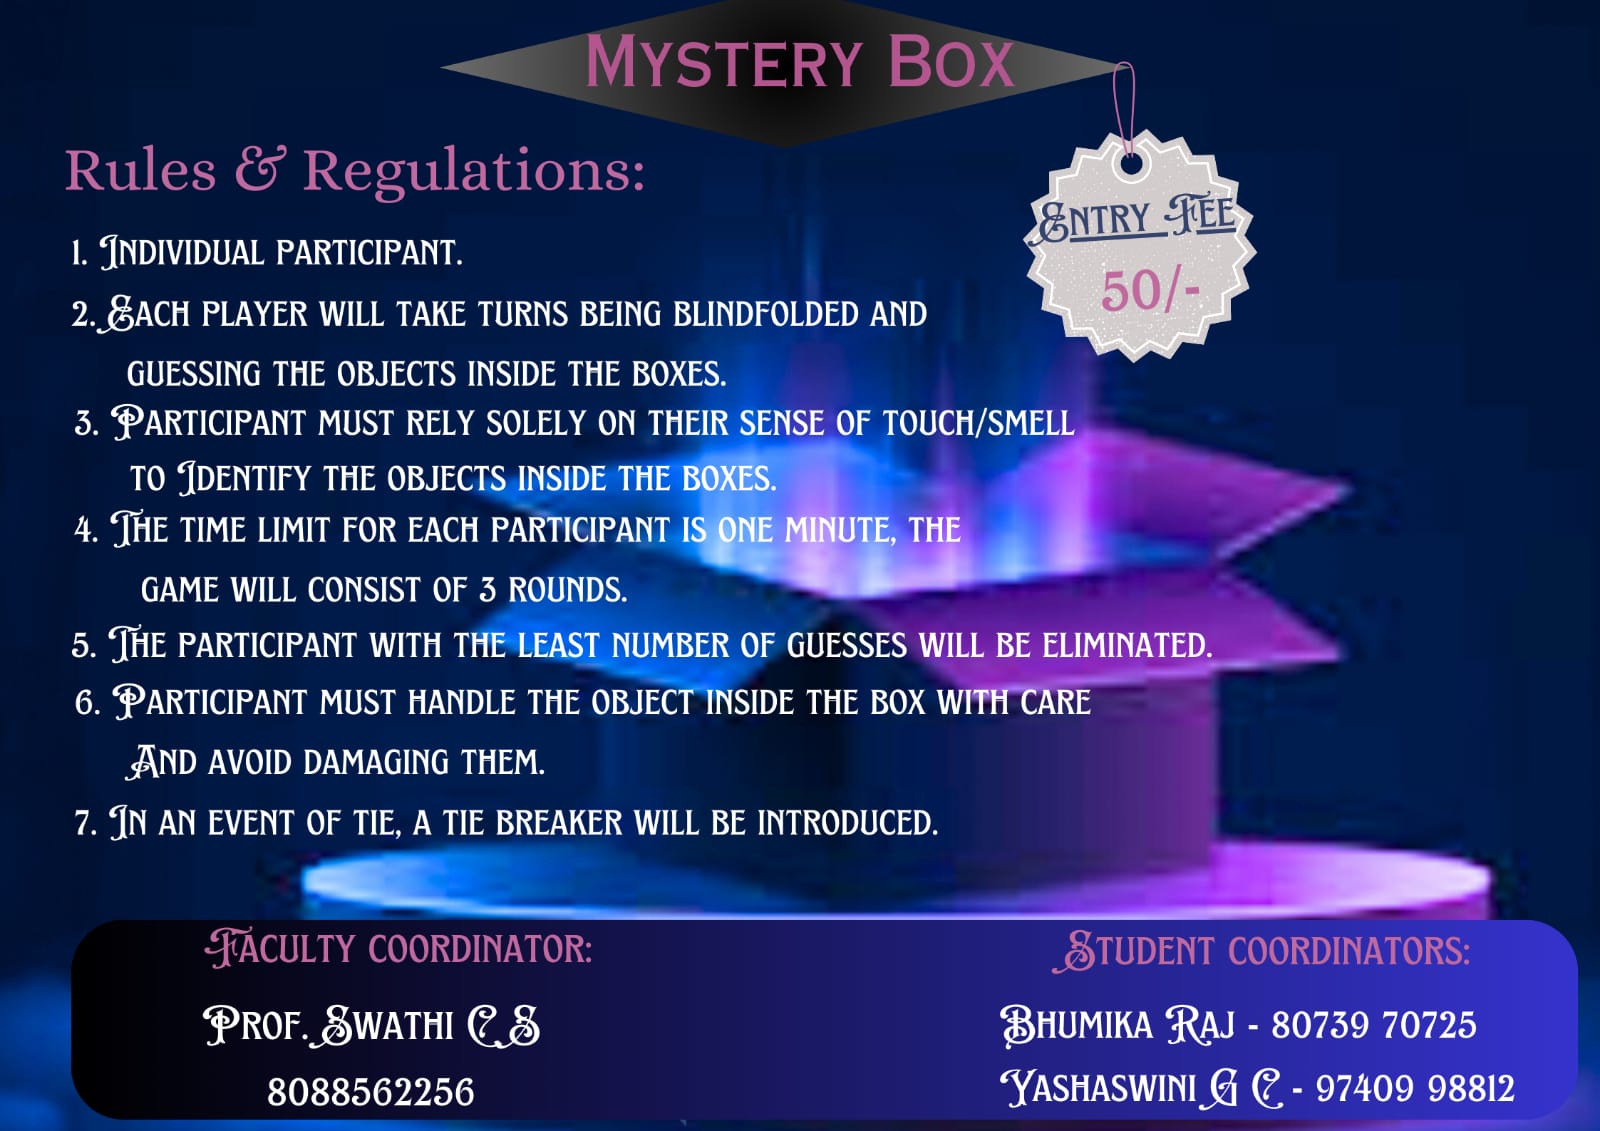 Mystery Box
Rules & Regulations:
Entry Fee
50/-
1. Individual participant.
2. Each player will take turns being blindfolded and
guessing the objects inside the boxes.
3. Participant must rely solely on their sense of touch/smell
to Identify the objects inside the boxes.
4. The time limit for each participant is one minute, the
game will consist of 3 rounds.
5. The participant with the least number of guesses will be eliminated.
6. Participant must handle the object inside the box with care
And avoid damaging them.
7. In an event of tie, a tie breaker will be introduced.
Faculty coordinator:
Prof. Swathi C S
8088562256
Student coordinators:
Bhumika Raj - 80739 70725
Yashaswini G C - 97409 98812